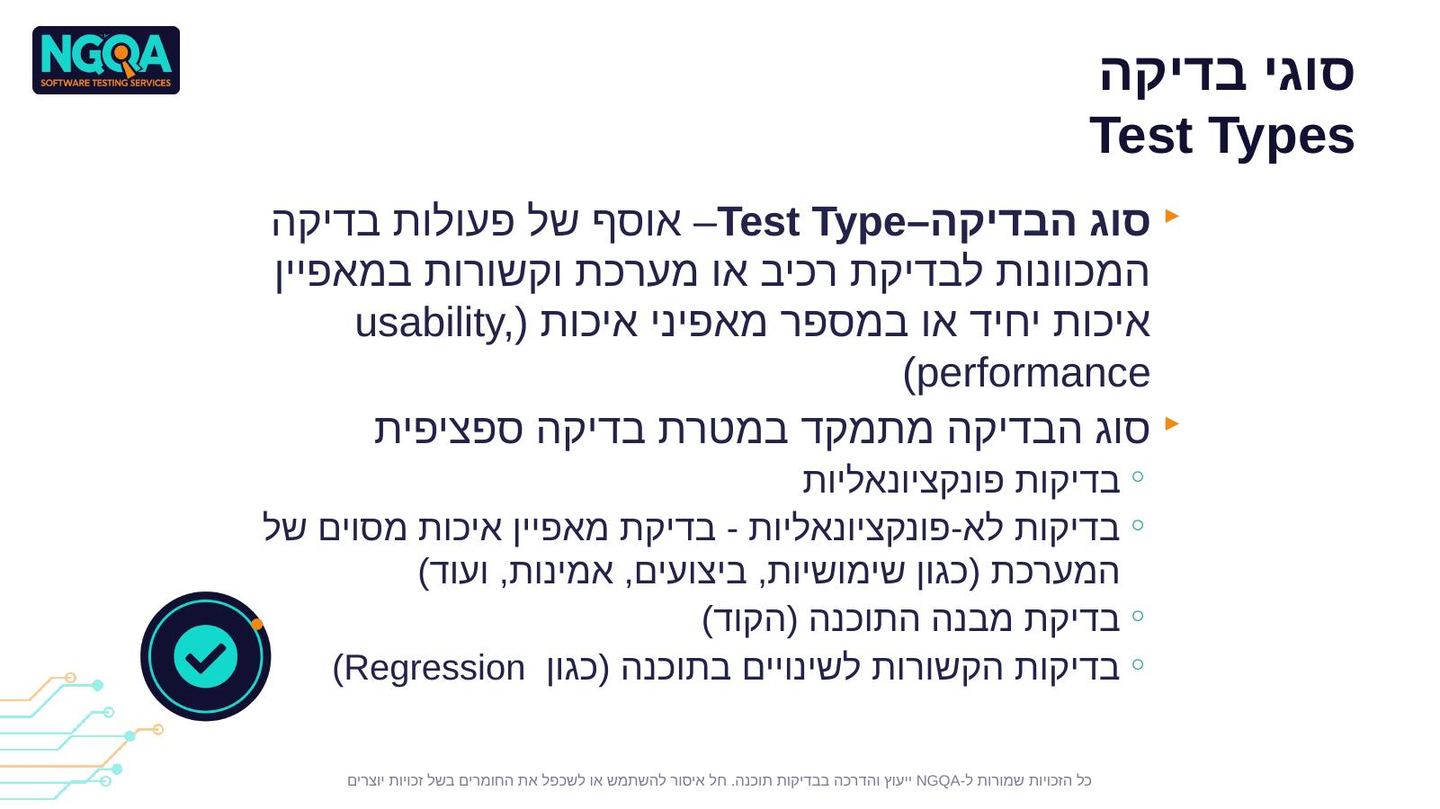 NGQA
SOFTWARE TESTING SERVICES
סוגי בדיקה
Test Types
סוג הבדיקה–Test Type– אוסף של פעולות בדיקה
המכוונות לבדיקת רכיב או מערכת וקשורות במאפיין
איכות יחיד או במספר מאפיני איכות (usability,
performance)
סוג הבדיקה מתמקד במטרת בדיקה ספציפית
בדיקות פונקציונאליות
בדיקות לא-פונקציונאליות - בדיקת מאפיין איכות מסוים של
המערכת (כגון שימושיות, ביצועים, אמינות, ועוד)
בדיקת מבנה התוכנה (הקוד)
בדיקות הקשורות לשינויים בתוכנה (כגון Regression)
כל הזכויות שמורות ל-NGQA ייעוץ והדרכה בבדיקות תוכנה. חל איסור להשתמש או לשכפל את החומרים בשל זכויות יוצרים